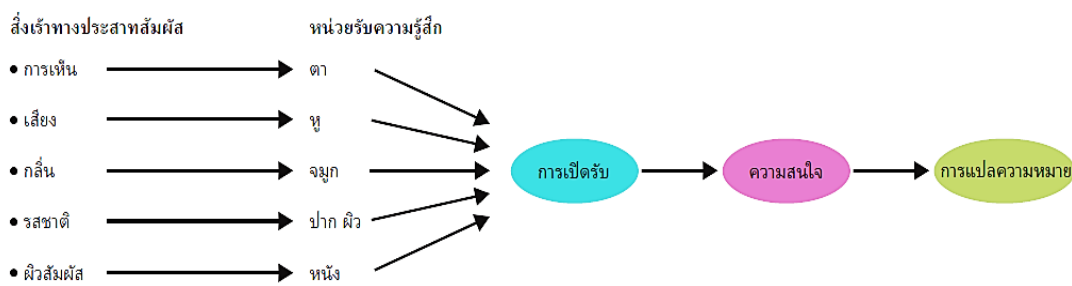 สิ่งเร้าทางประสาทสัมผัส หน่วยรับความรู้สึก
• การเห็น ตา
• เสียง หู
• กลิ่น จมูก
• รสชาติ ปาก ผิว
• ผิวสัมผัส หนัง
การเปิดรับ ความสนใจ การแปลความหมาย